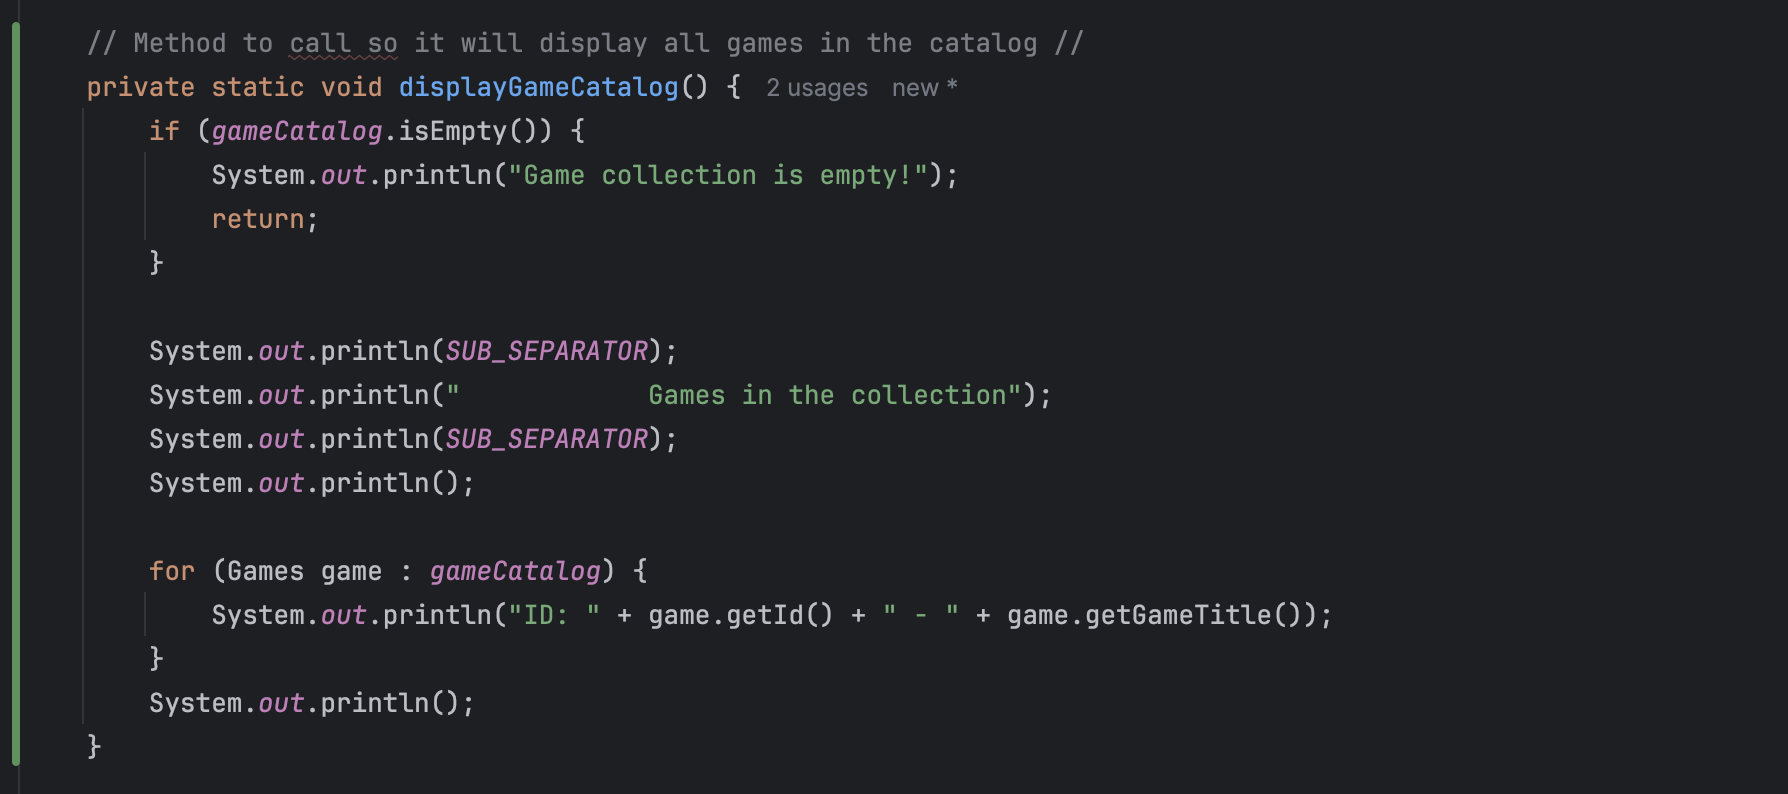 // Method to call so it will display all games in the catalog //
private static void displayGameCatalog() { 2 usages new *
    if (gameCatalog.isEmpty()) {
        System.out.println("Game collection is empty!");
        return;
    }

    System.out.println(SUB_SEPARATOR);
    System.out.println("            Games in the collection");
    System.out.println(SUB_SEPARATOR);
    System.out.println();

    for (Games game : gameCatalog) {
        System.out.println("ID: " + game.getId() + " - " + game.getGameTitle());
    }
    System.out.println();
}